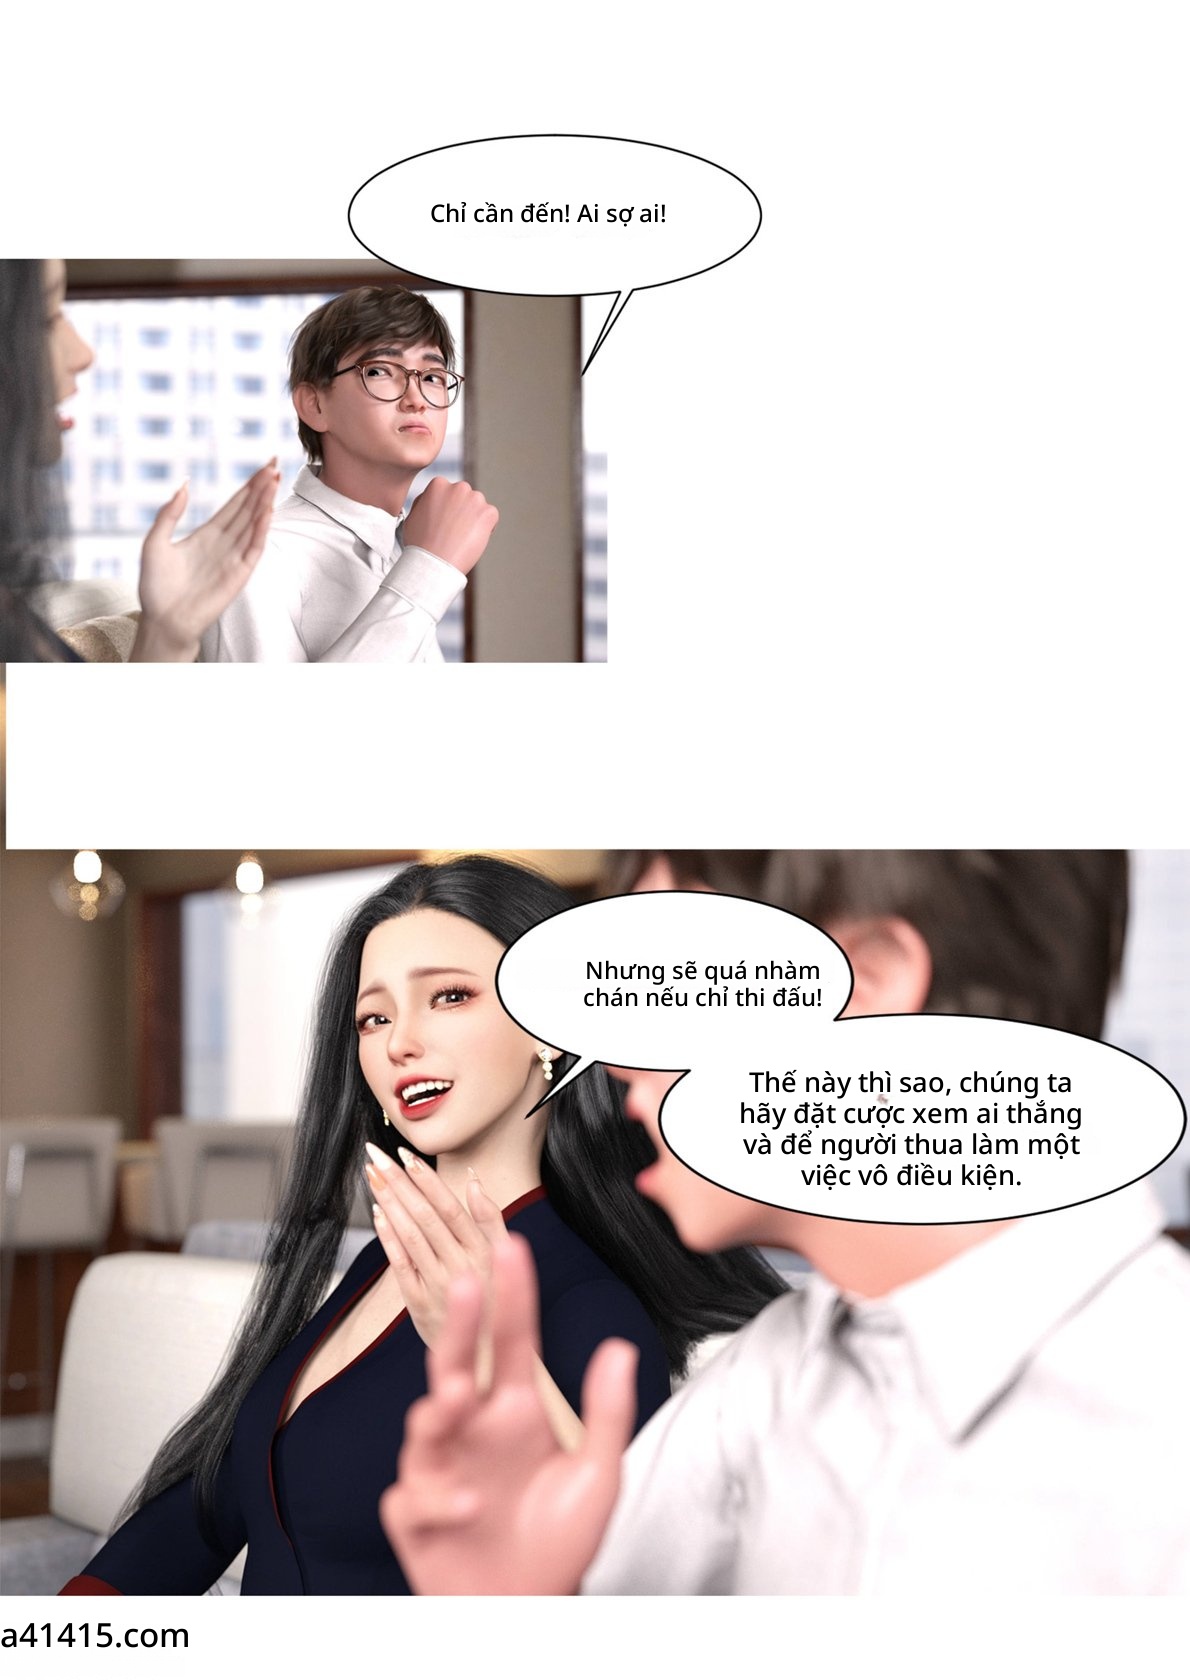 Chỉ cần đến! Ai sợ ai!
Nhưng sẽ quá nhàm
chán nếu chỉ thi đấu!
Thế này thì sao, chúng ta
hãy đặt cược xem ai thắng
và để người thua làm một
việc vô điều kiện.
a41415.com